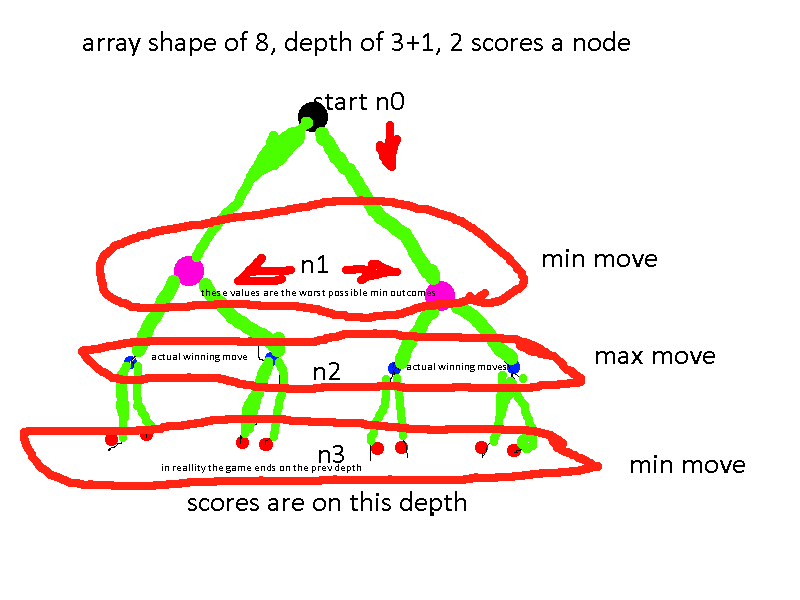 array shape of 8, depth of 3+1, 2 scores a node
start n0
min move
n1
these values are the worst possible min outcomes
max move
actual winning move
actual winning moves
n2
n3
min move
in reallity the game ends on the prev depth
scores are on this depth